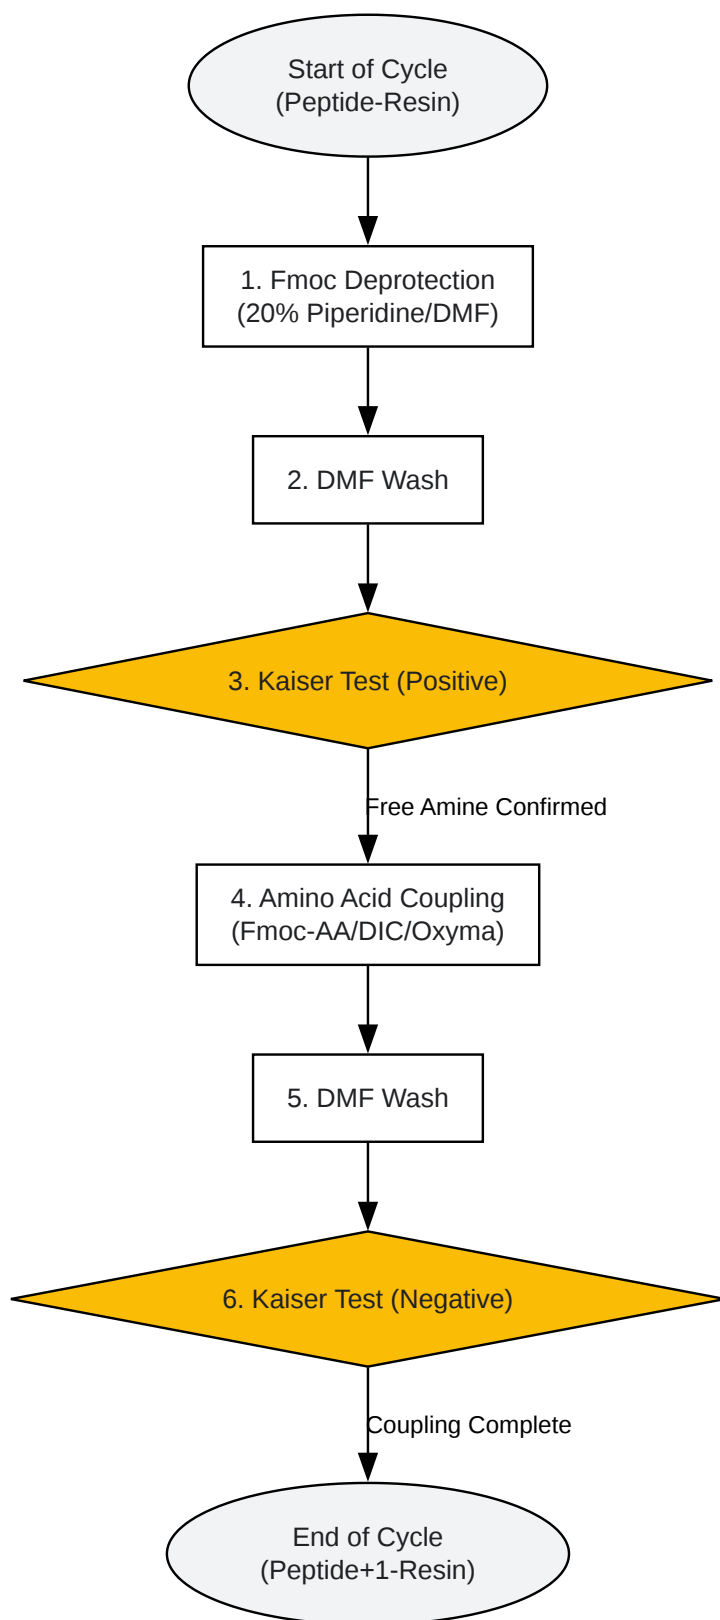 Start of Cycle
(Peptide-Resin)
1. Fmoc Deprotection
(20% Piperidine/DMF)
2. DMF Wash
3. Kaiser Test (Positive)
Free Amine Confirmed
4. Amino Acid Coupling
(Fmoc-AA/DIC/Oxyma)
5. DMF Wash
6. Kaiser Test (Negative)
Coupling Complete
End of Cycle
(Peptide+1-Resin)